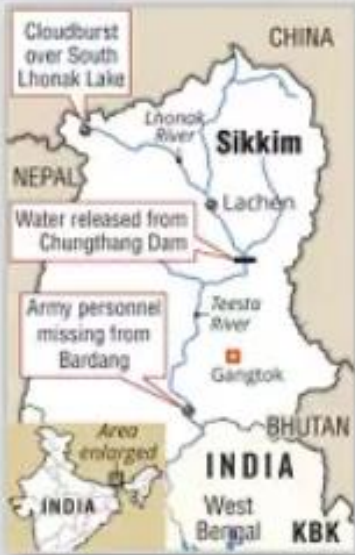 Cloudburst
over South
Lhonak Lake
CHINA
Lhonak
River
Sikkim
NEPAL
Lachen
Water released from
Chungthang Dam
Army personnel
missing from
Bardang
Teesta
River
Gangtok
BHUTAN
Area
enlarged
INDIA
INDIA
West
Bengal
KBK